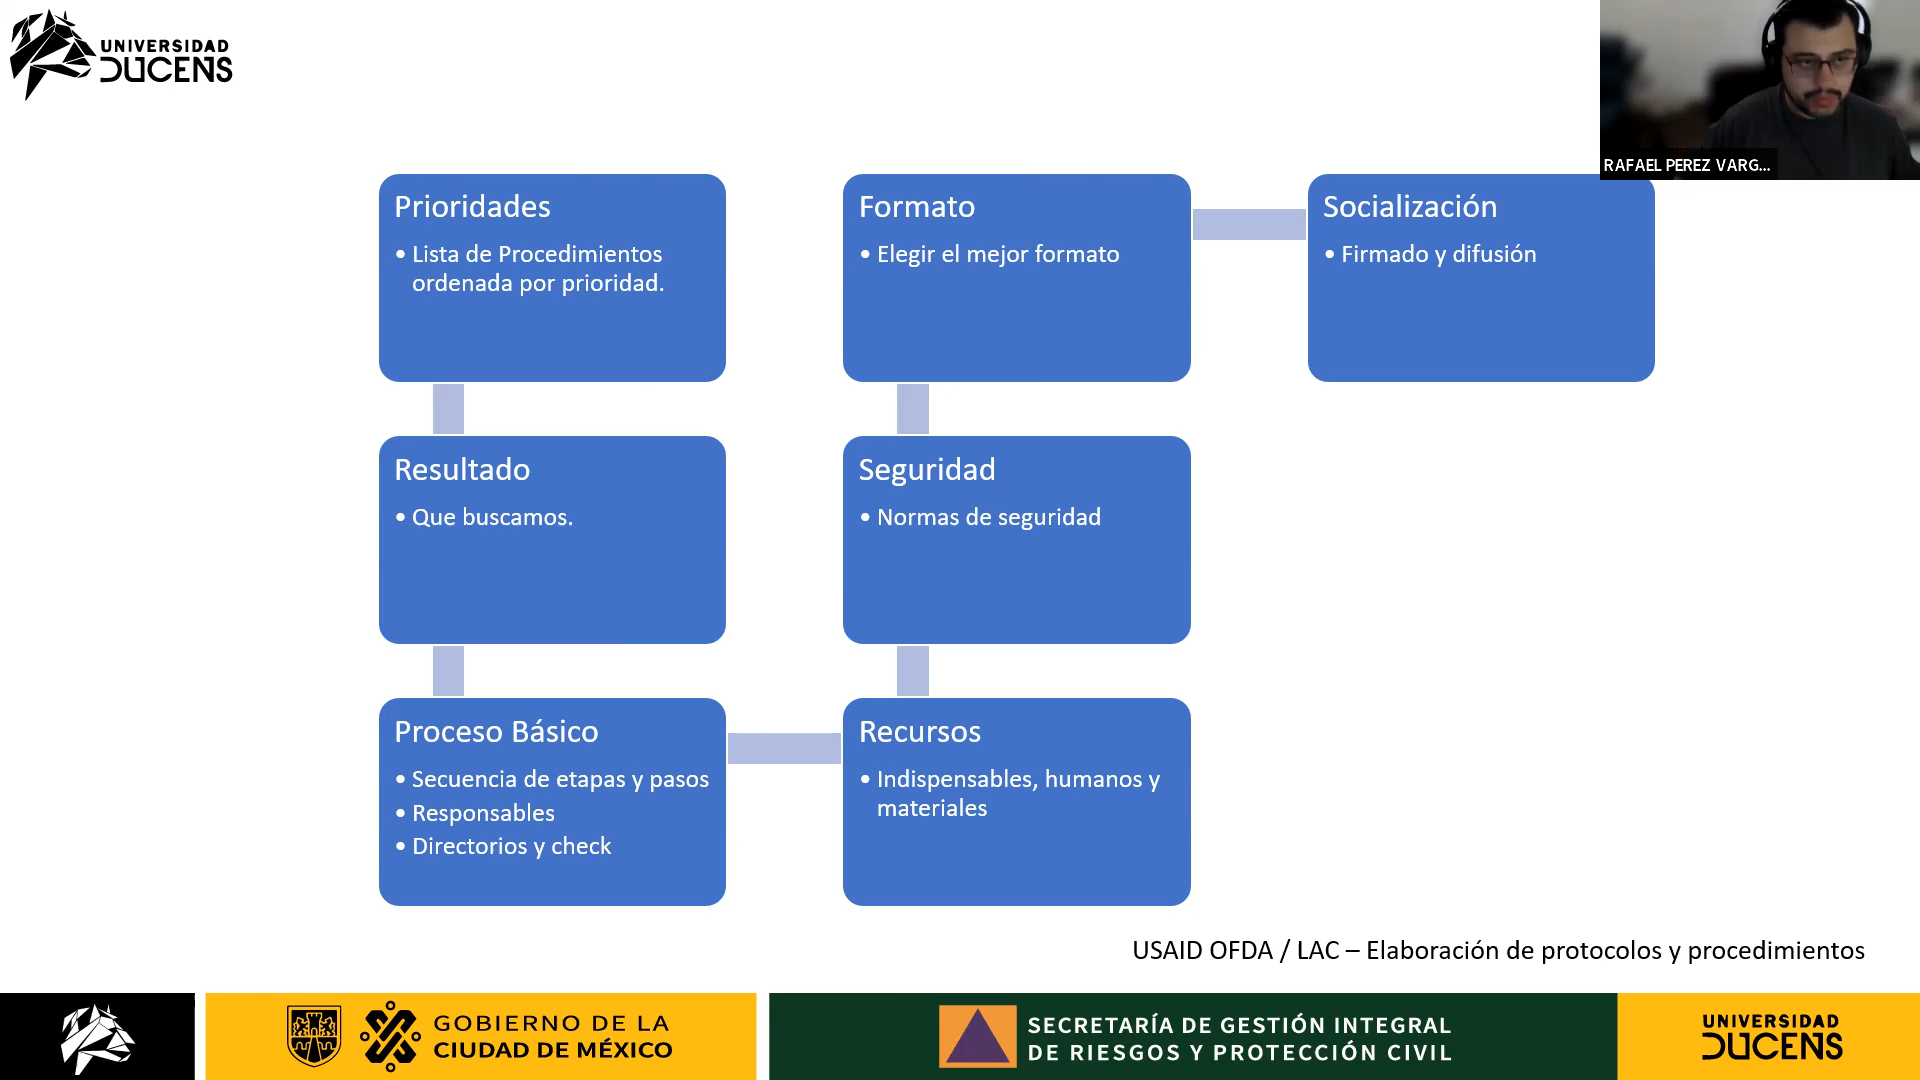 UNIVERSIDAD
DUCENS
RAFAEL PEREZ VARG...
Prioridades
• Lista de Procedimientos
ordenada por prioridad.
Resultado
• Que buscamos.
Proceso Básico
• Secuencia de etapas y pasos
• Responsables
• Directorios y check
Recursos
• Indispensables, humanos y
materiales
Seguridad
• Normas de seguridad
Formato
• Elegir el mejor formato
Socialización
• Firmado y difusión
USAID OFDA / LAC – Elaboración de protocolos y procedimientos
GOBIERNO DE LA
CIUDAD DE MÉXICO
SECRETARÍA DE GESTIÓN INTEGRAL
DE RIESGOS Y PROTECCIÓN CIVIL
UNIVERSIDAD
DUCENS